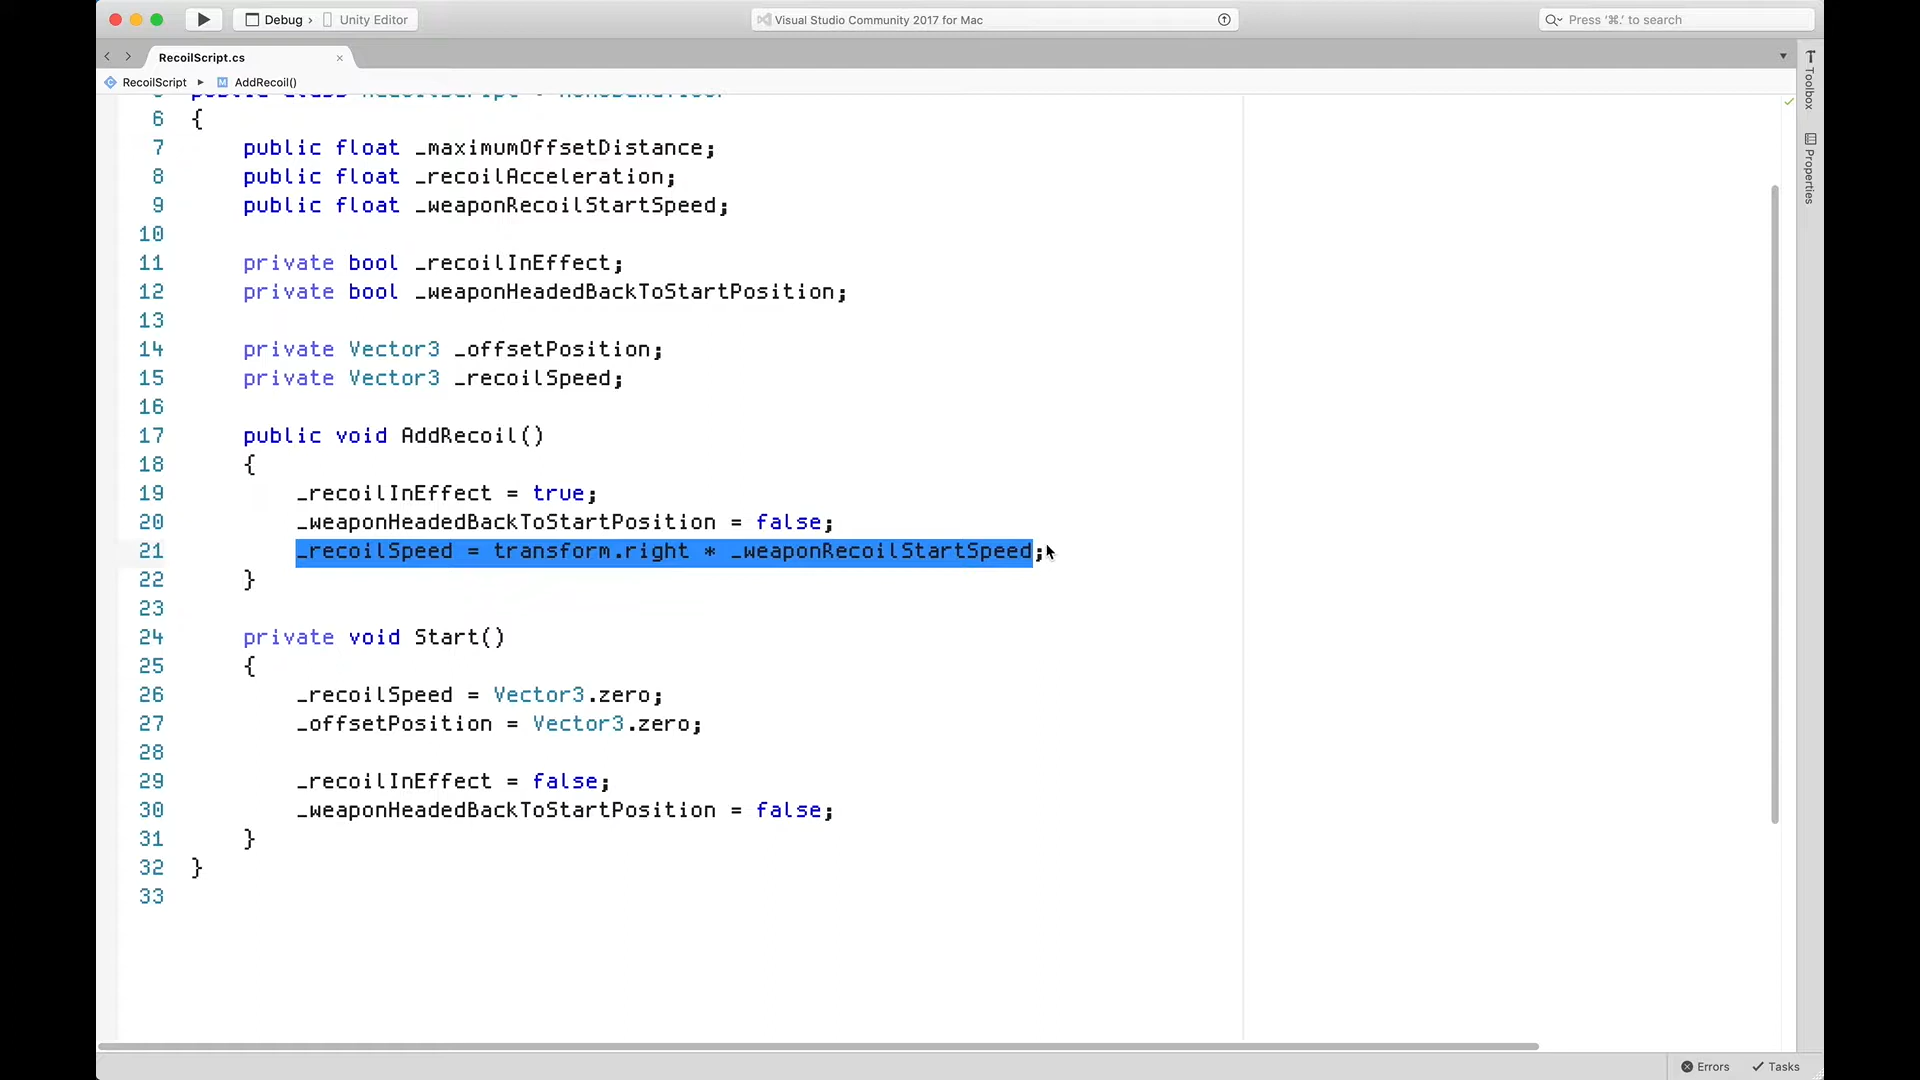 Debug › Unity Editor
Visual Studio Community 2017 for Mac
Press '⌘.' to search
RecoilScript.cs
RecoilScript ▸ M AddRecoil()
6 {
7 public float _maximumOffsetDistance;
8 public float _recoilAcceleration;
9 public float _weaponRecoilStartSpeed;
10
11 private bool _recoilInEffect;
12 private bool _weaponHeadedBackToStartPosition;
13
14 private Vector3 _offsetPosition;
15 private Vector3 _recoilSpeed;
16
17 public void AddRecoil()
18 {
19 _recoilInEffect = true;
20 _weaponHeadedBackToStartPosition = false;
21 _recoilSpeed = transform.right * _weaponRecoilStartSpeed;
22 }
23
24 private void Start()
25 {
26 _recoilSpeed = Vector3.zero;
27 _offsetPosition = Vector3.zero;
28
29 _recoilInEffect = false;
30 _weaponHeadedBackToStartPosition = false;
31 }
32 }
33
Toolbox
Properties
Errors
Tasks